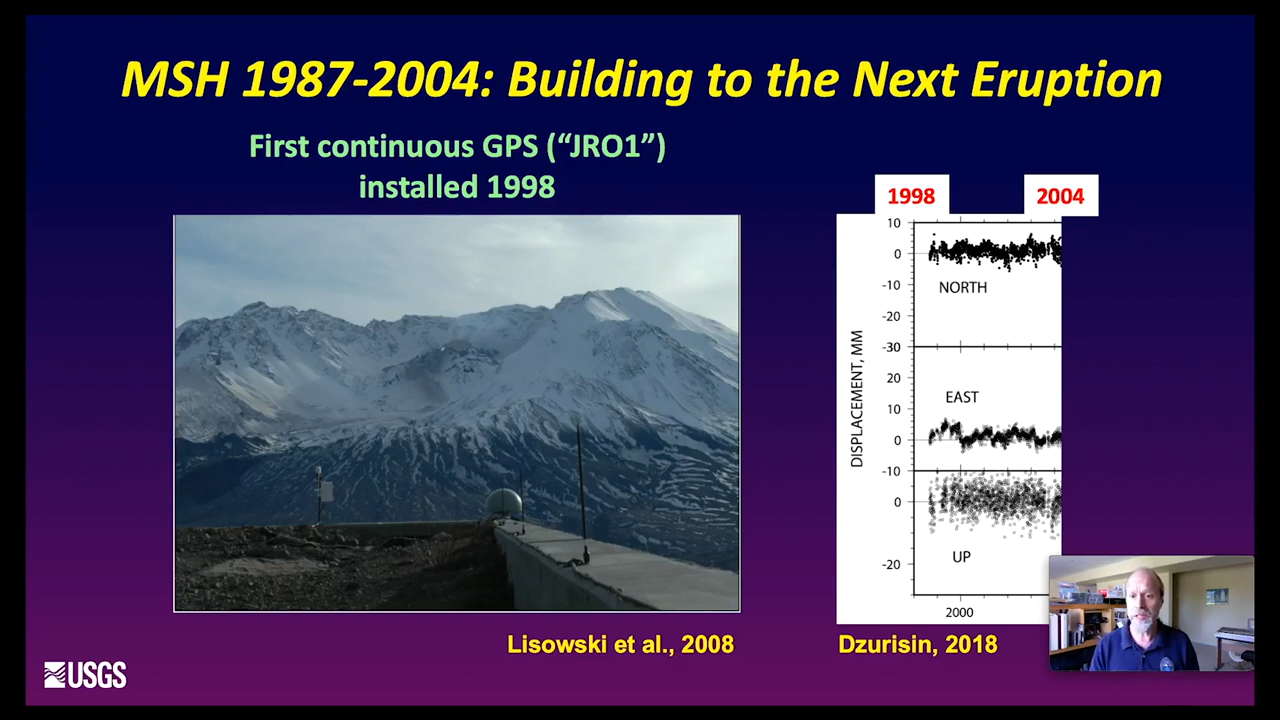 MSH 1987-2004: Building to the Next Eruption
First continuous GPS (“JRO1”)
installed 1998
1998
2004
10
0
-10
-20
-30
NORTH
20
10
0
-10
EAST
0
-20
UP
DISPLACEMENT, MM
2000
Lisowski et al., 2008
Dzurisin, 2018
USGS